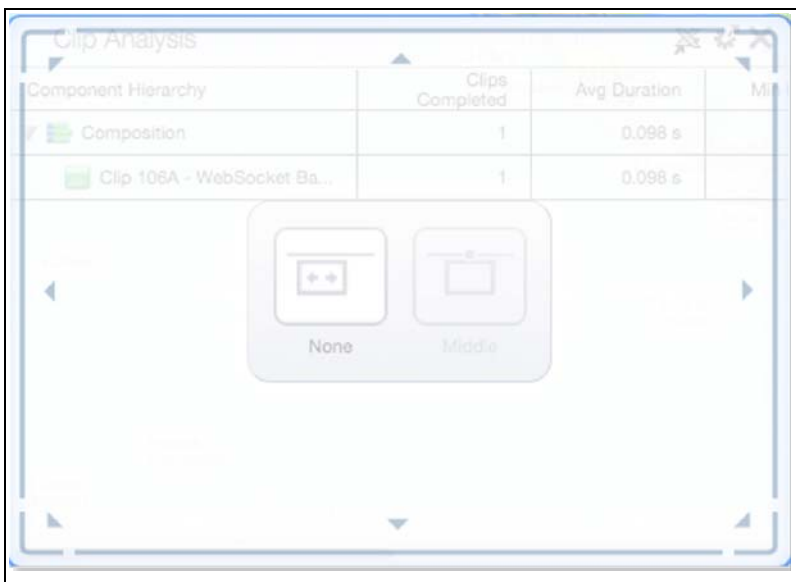 Clip Analysis
Component Hierarchy Clips Completed Avg Duration Min
Composition 1 0.098 s
Clip 106A - WebSocket Ba... 1 0.098 s
None Middle